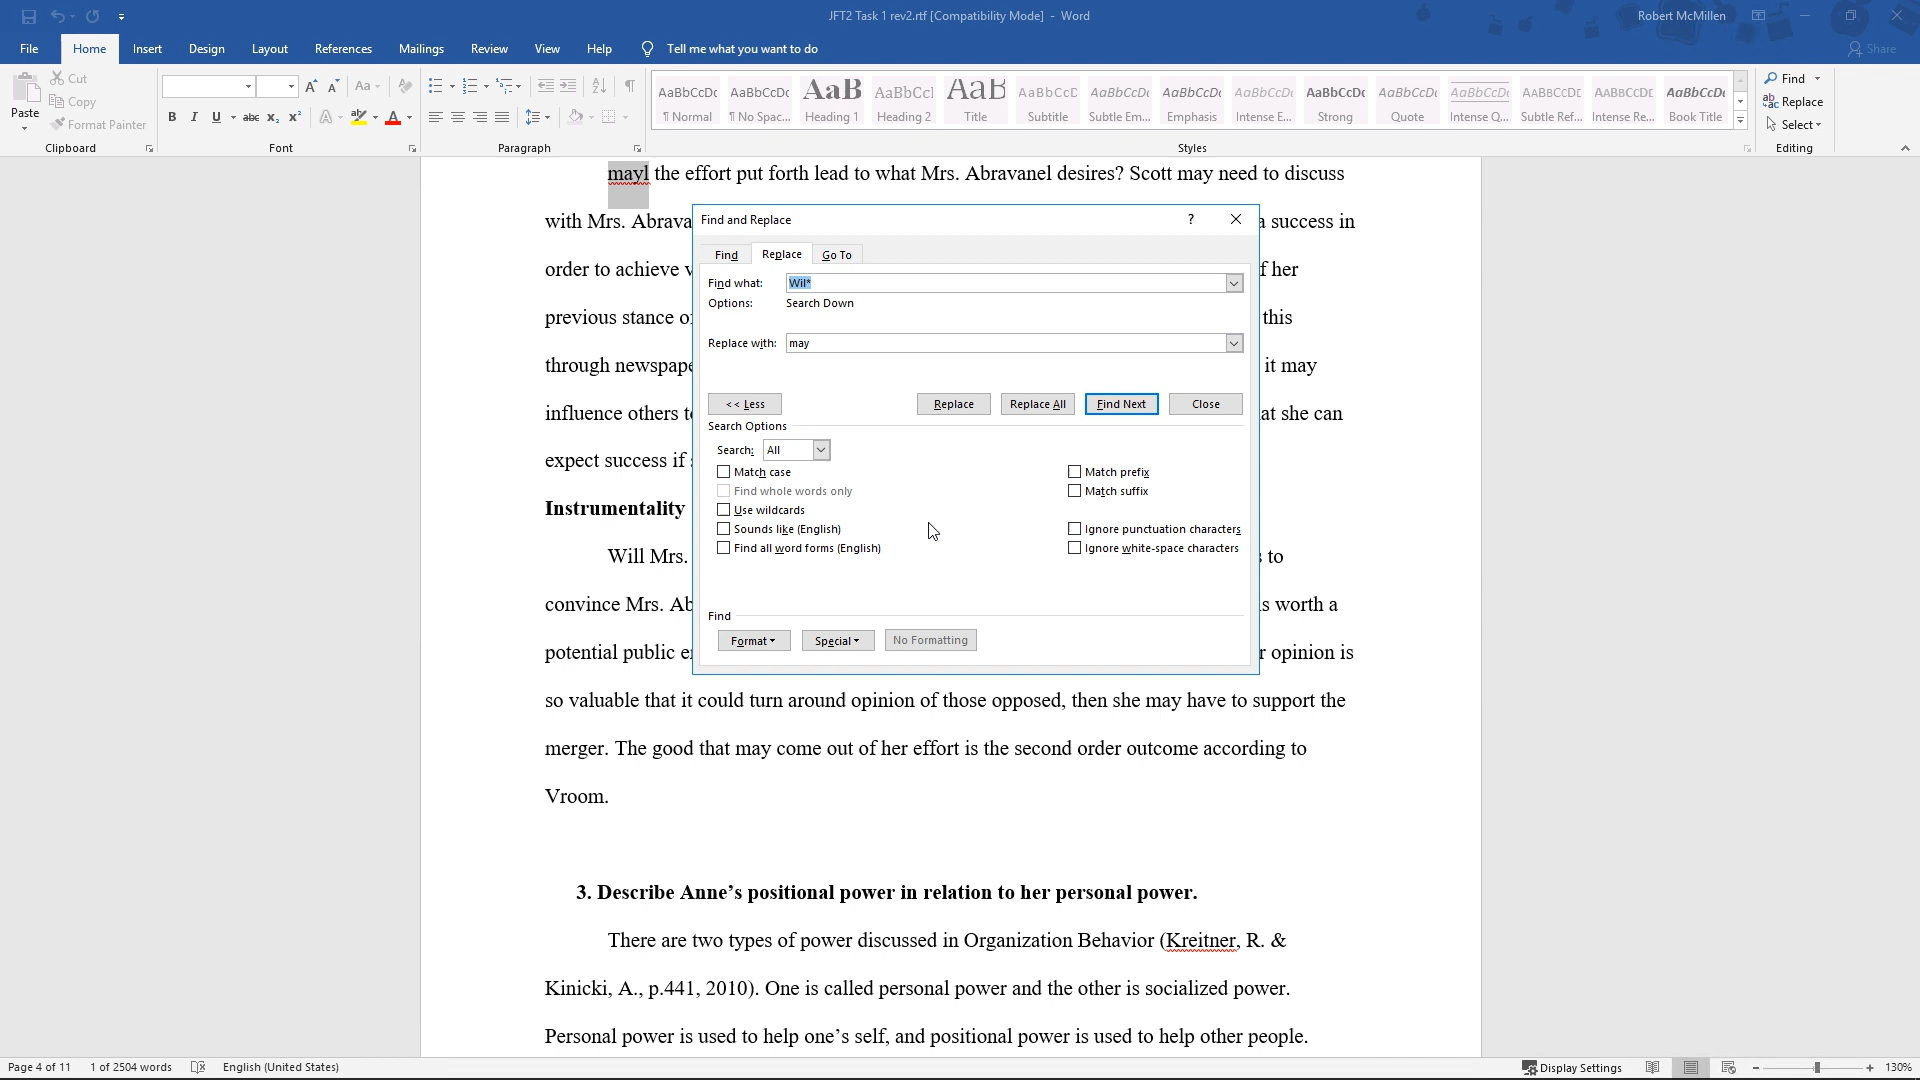 JFT2 Task 1 rev2.rtf [Compatibility Mode] - Word
Robert McMillen
File
Home
Insert
Design
Layout
References
Mailings
Review
View
Help
Tell me what you want to do
Share
Paste
Cut
Copy
Format Painter
Clipboard
Font
Paragraph
AaBbCcDc ¶ Normal
AaBbCcDc ¶ No Spac...
AaB Heading 1
AaBbCcl Heading 2
AaB Title
AaBbCcD Subtitle
AaBbCcDc Subtle Em...
AaBbCcDc Emphasis
AaBbCcDc Intense E...
AaBbCcDc Strong
AaBbCcDc Quote
AaBbCcDc Intense Q...
AABBCCDE Subtle Ref...
AABBCCDE Intense Re...
AaBbCcDc Book Title
Styles
Find
Replace
Select
Editing
mayl the effort put forth lead to what Mrs. Abravanel desires? Scott may need to discuss
with Mrs. Abrava
a success in
order to achieve v
f her
previous stance o
this
through newspape
it may
influence others t
at she can
expect success if
Instrumentality
Will Mrs.
s to
convince Mrs. Ab
s worth a
potential public e
r opinion is
so valuable that it could turn around opinion of those opposed, then she may have to support the
merger. The good that may come out of her effort is the second order outcome according to
Vroom.
3. Describe Anne’s positional power in relation to her personal power.
There are two types of power discussed in Organization Behavior (Kreitner, R. &
Kinicki, A., p.441, 2010). One is called personal power and the other is socialized power.
Personal power is used to help one’s self, and positional power is used to help other people.
Find and Replace
?
Find
Replace
Go To
Find what: Wil*
Options: Search Down
Replace with: may
<< Less
Replace
Replace All
Find Next
Close
Search Options
Search: All
Match case
Find whole words only
Use wildcards
Sounds like (English)
Find all word forms (English)
Match prefix
Match suffix
Ignore punctuation characters
Ignore white-space characters
Find
Format
Special
No Formatting
Page 4 of 11
1 of 2504 words
English (United States)
Display Settings
130%